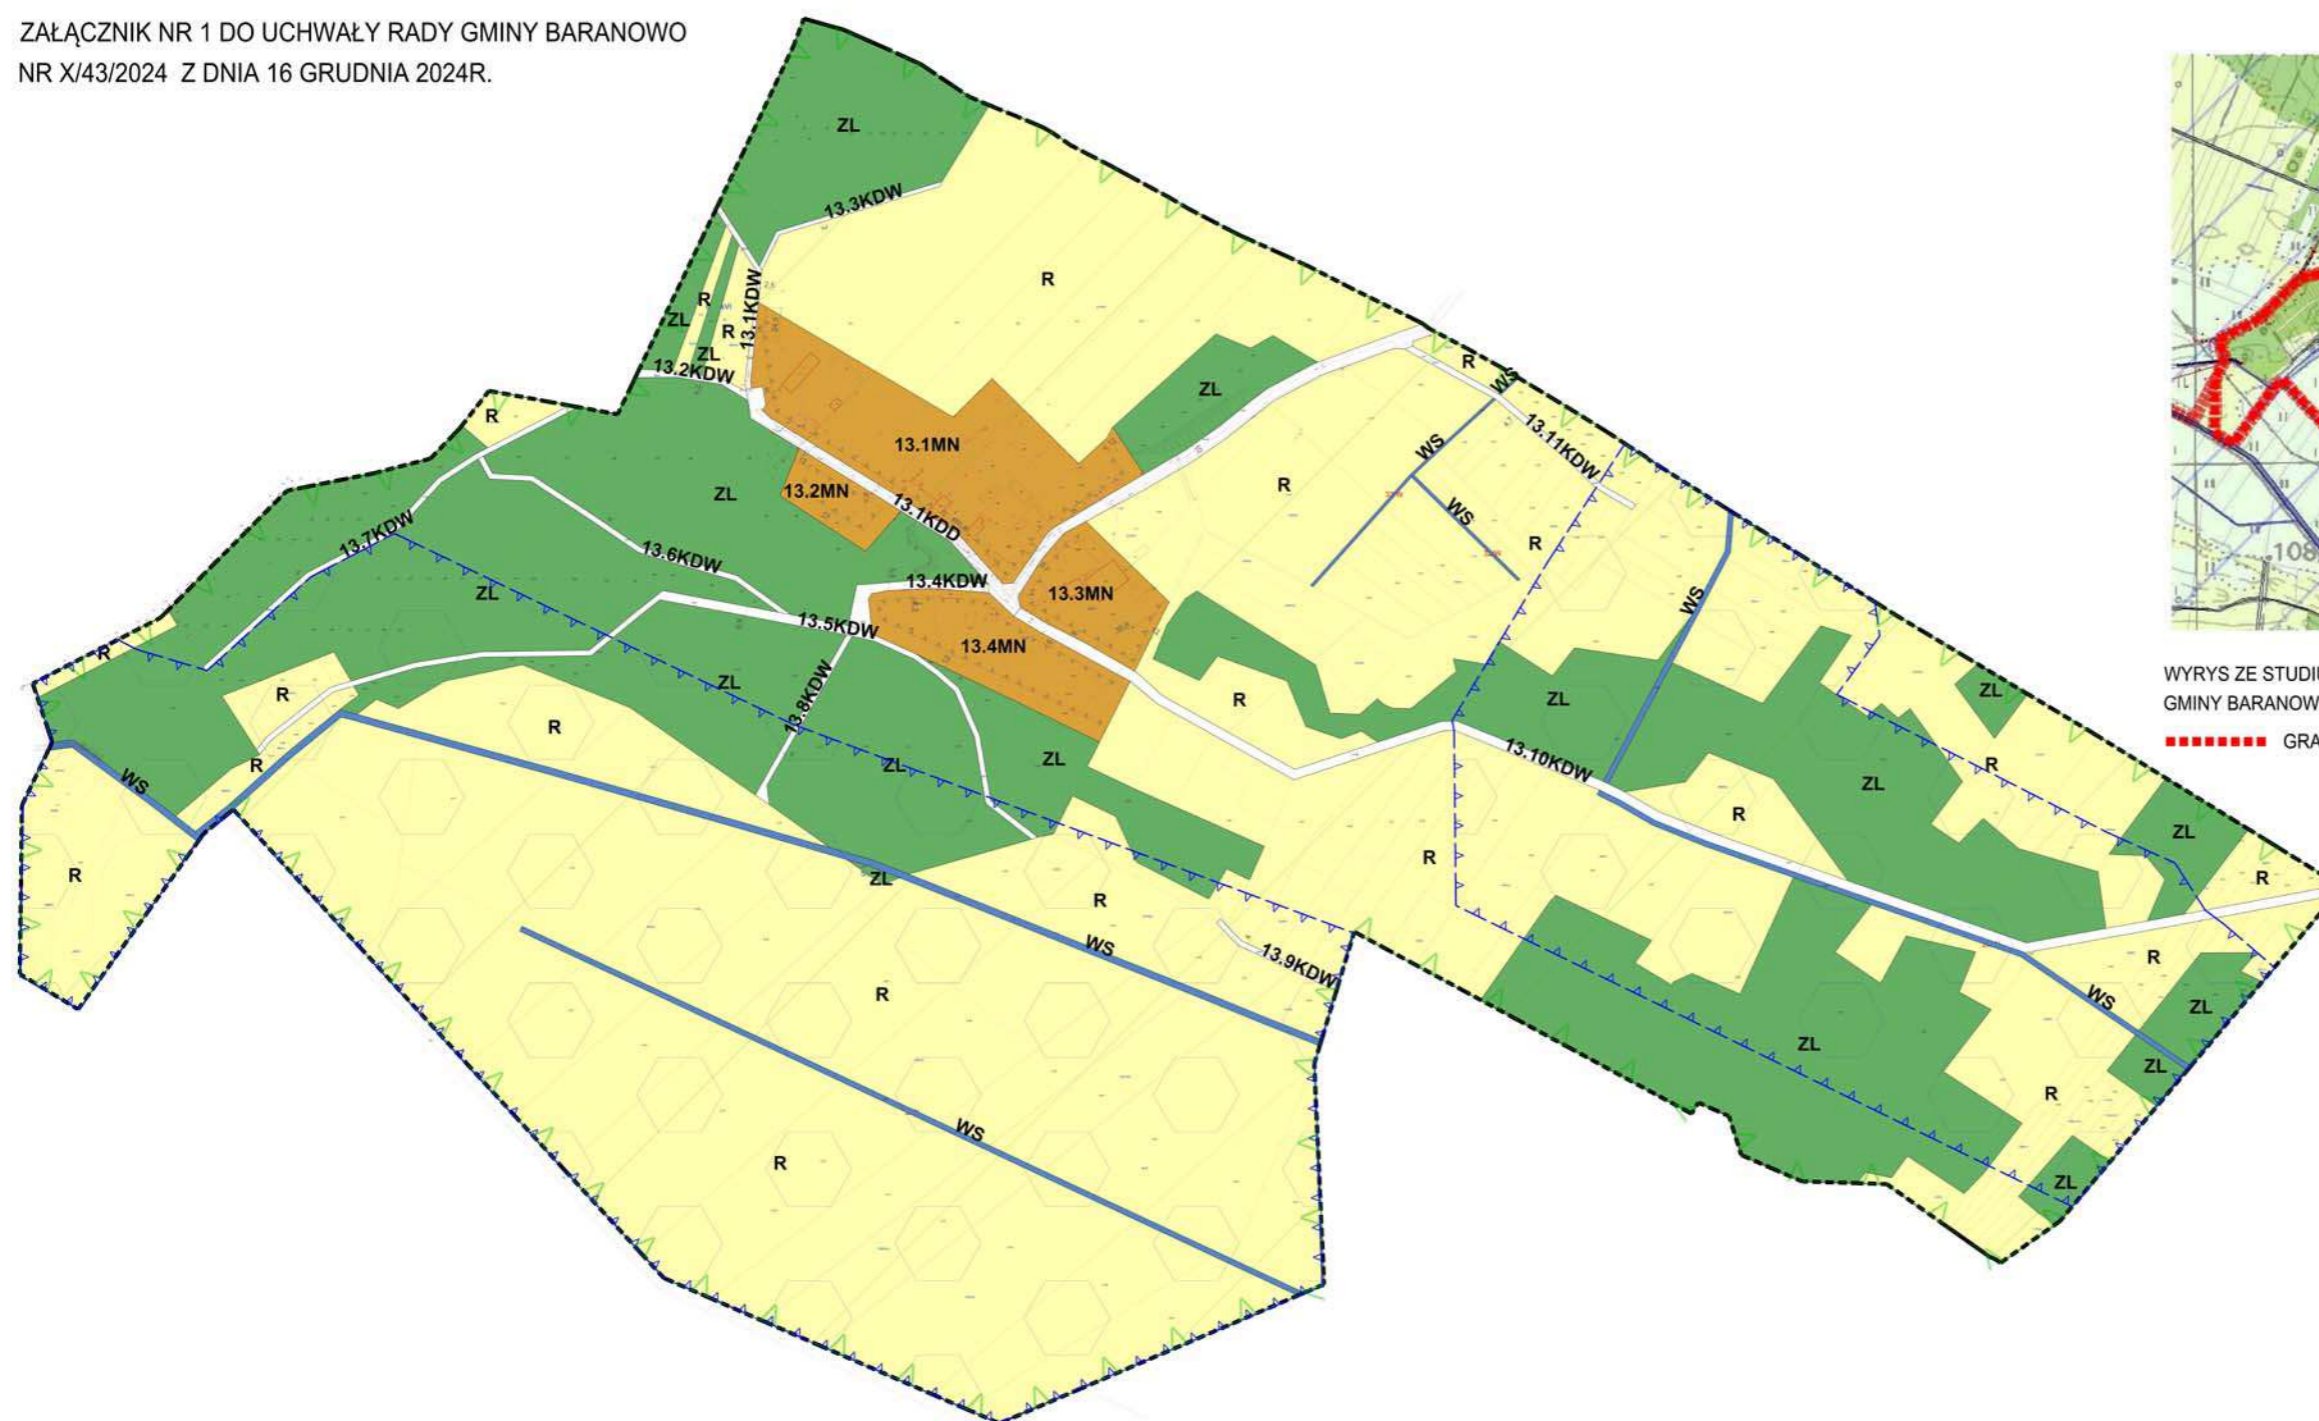 ZAŁĄCZNIK NR 1 DO UCHWAŁY RADY GMINY BARANOWO
NR X/43/2024 Z DNIA 16 GRUDNIA 2024R.
ZL
13.3KDW
R
R
ZL
R
13.1KDW
ZL
13.2KDW
R
ZL
R
WS
13.1MN
WS
13.11KDW
R
ZL
13.2MN
13.1KDD
WS
R
13.7KDW
13.6KDW
13.4KDW
ZL
13.3MN
WS
13.5KDW
13.4MN
R
R
ZL
13.8KDW
R
ZL
ZL
R
ZL
ZL
R
13.10KDW
R
WS
ZL
R
ZL
ZL
R
R
ZL
R
R
R
WS
13.9KDW
R
R
WS
ZL
ZL
ZL
R
WS
R
ZL
108
WYRYS ZE STUDIU
GMINY BARANOW
GRA